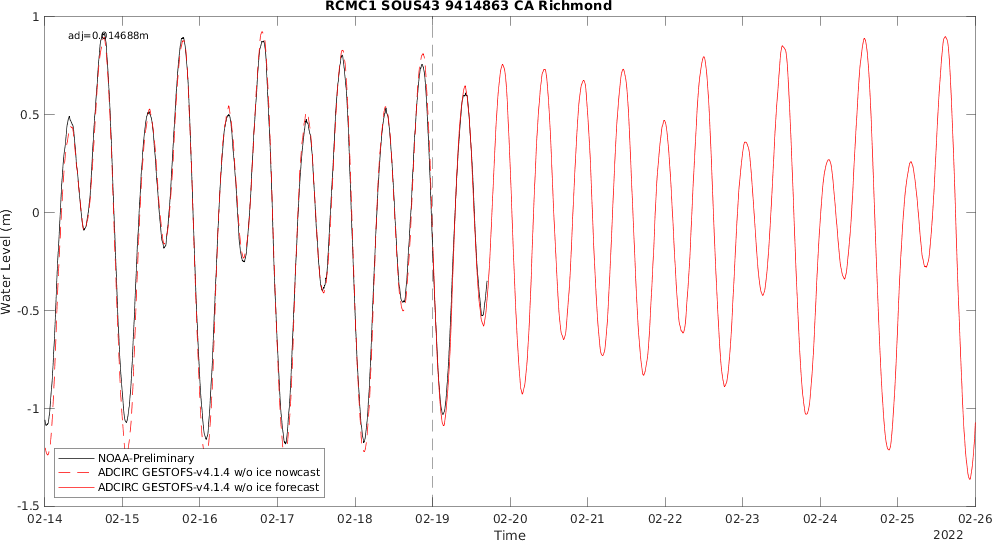 RCMC1 SOUS43 9414863 CA Richmond
adj=0.014688m
1
0.5
0
-0.5
-1
-1.5
Water Level (m)
NOAA-Preliminary
ADCIRC GESTOFS-v4.1.4 w/o ice nowcast
ADCIRC GESTOFS-v4.1.4 w/o ice forecast
02-14 02-15 02-16 02-17 02-18 02-19 02-20 02-21 02-22 02-23 02-24 02-25 02-26
Time
2022